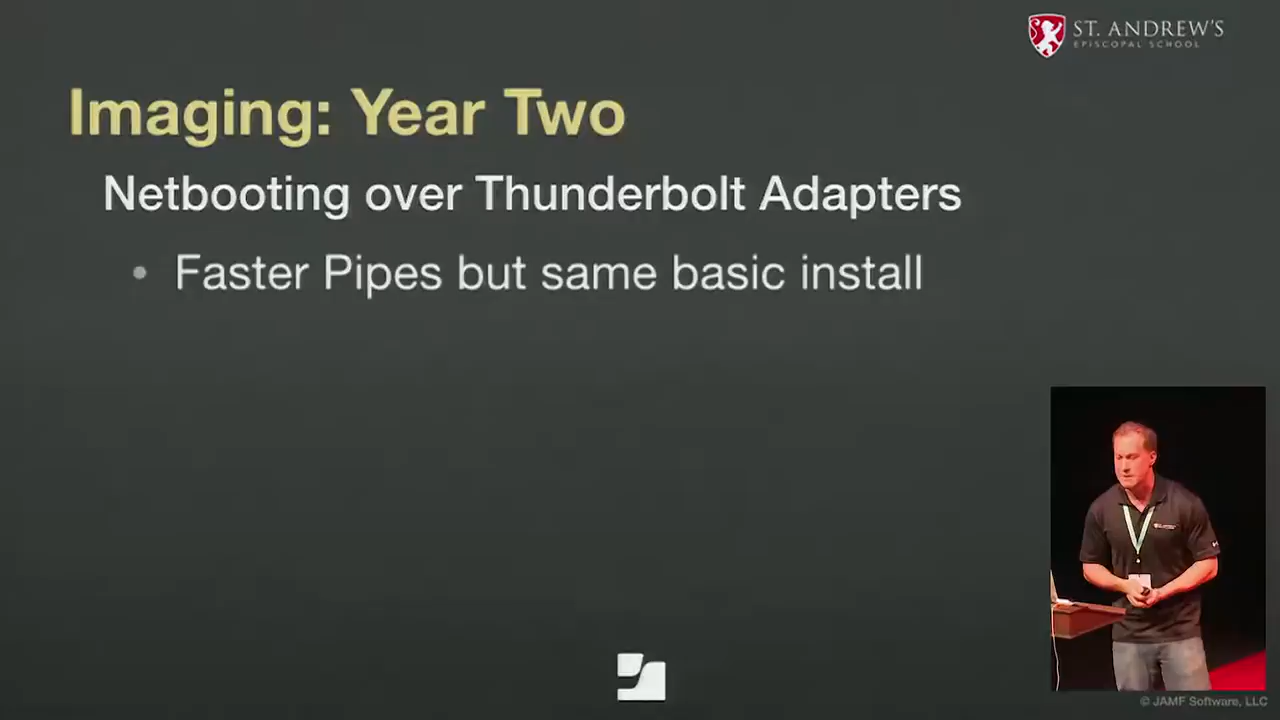 ST. ANDREW'S
EPISCOPAL SCHOOL
Imaging: Year Two
Netbooting over Thunderbolt Adapters
• Faster Pipes but same basic install
© JAMF Software, LLC